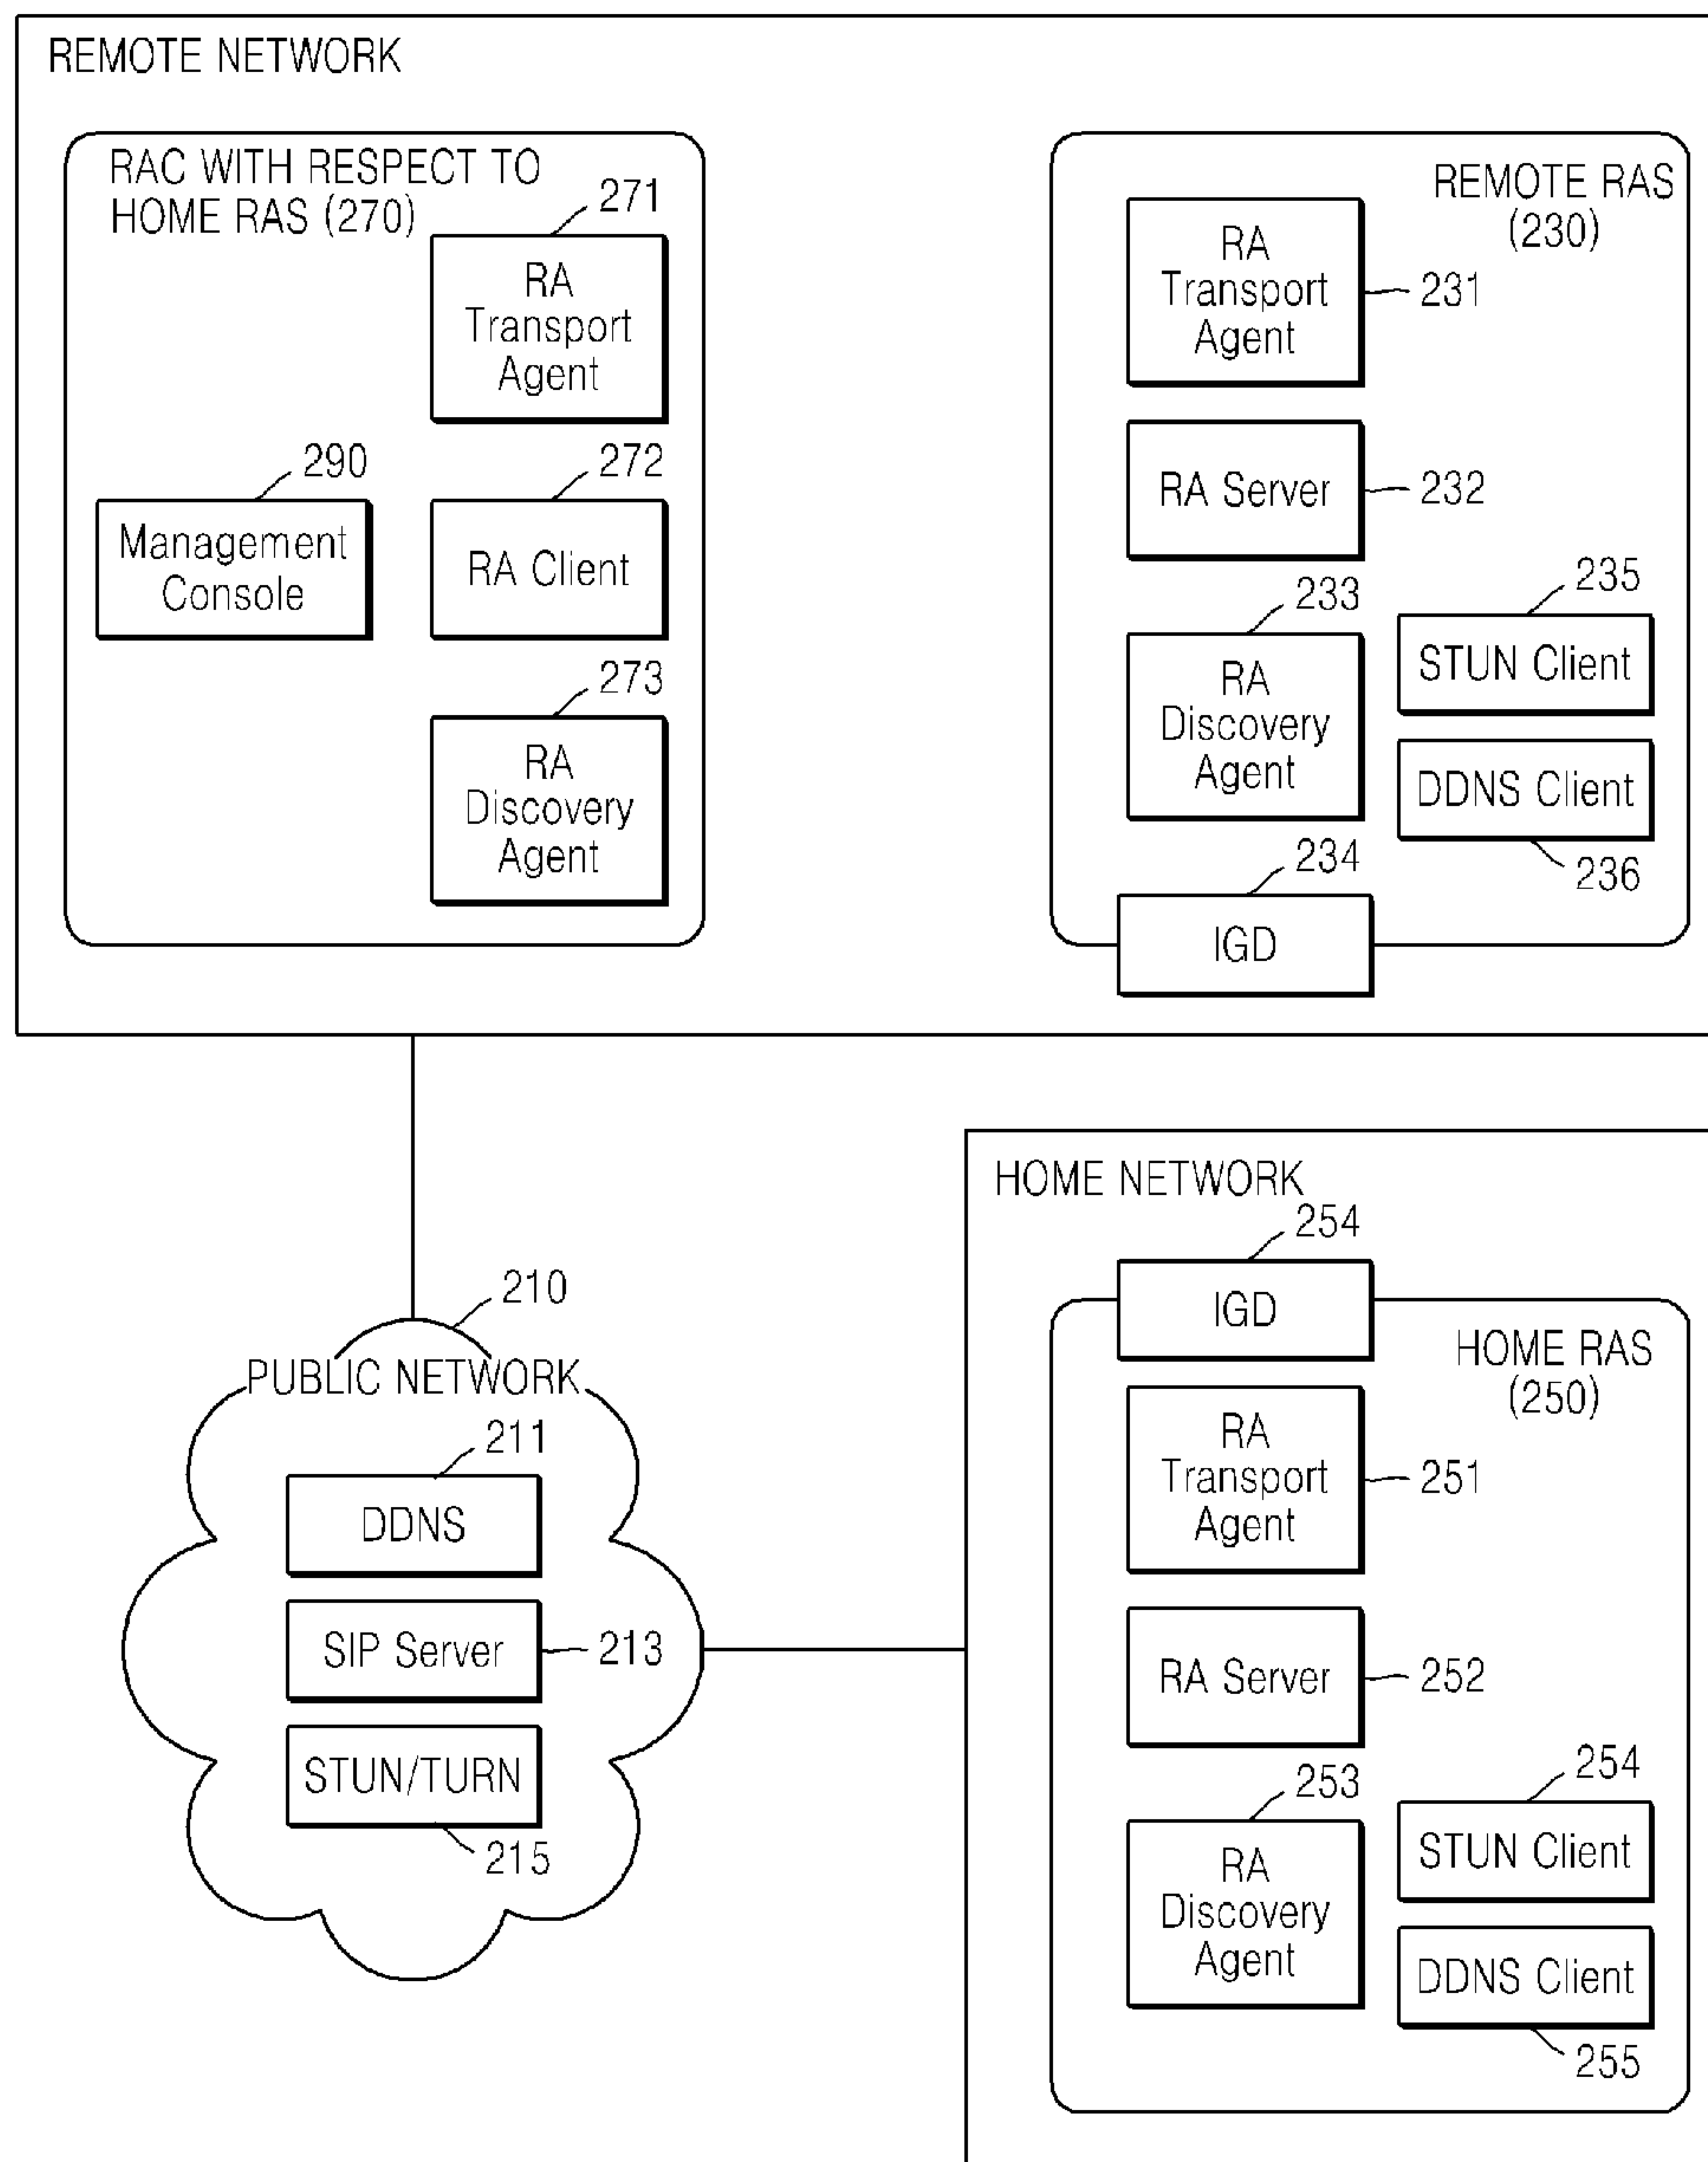 REMOTE NETWORK
RAC WITH RESPECT TO
HOME RAS (270)
271
RA
Transport
Agent
290
Management
Console
272
RA Client
273
RA
Discovery
Agent
REMOTE RAS
(230)
RA
Transport
Agent
231
RA Server
232
233
RA
Discovery
Agent
235
STUN Client
DDNS Client
236
234
IGD
210
PUBLIC NETWORK
211
DDNS
SIP Server
213
STUN/TURN
215
HOME NETWORK
254
IGD
HOME RAS
(250)
RA
Transport
Agent
251
RA Server
252
253
RA
Discovery
Agent
254
STUN Client
DDNS Client
255